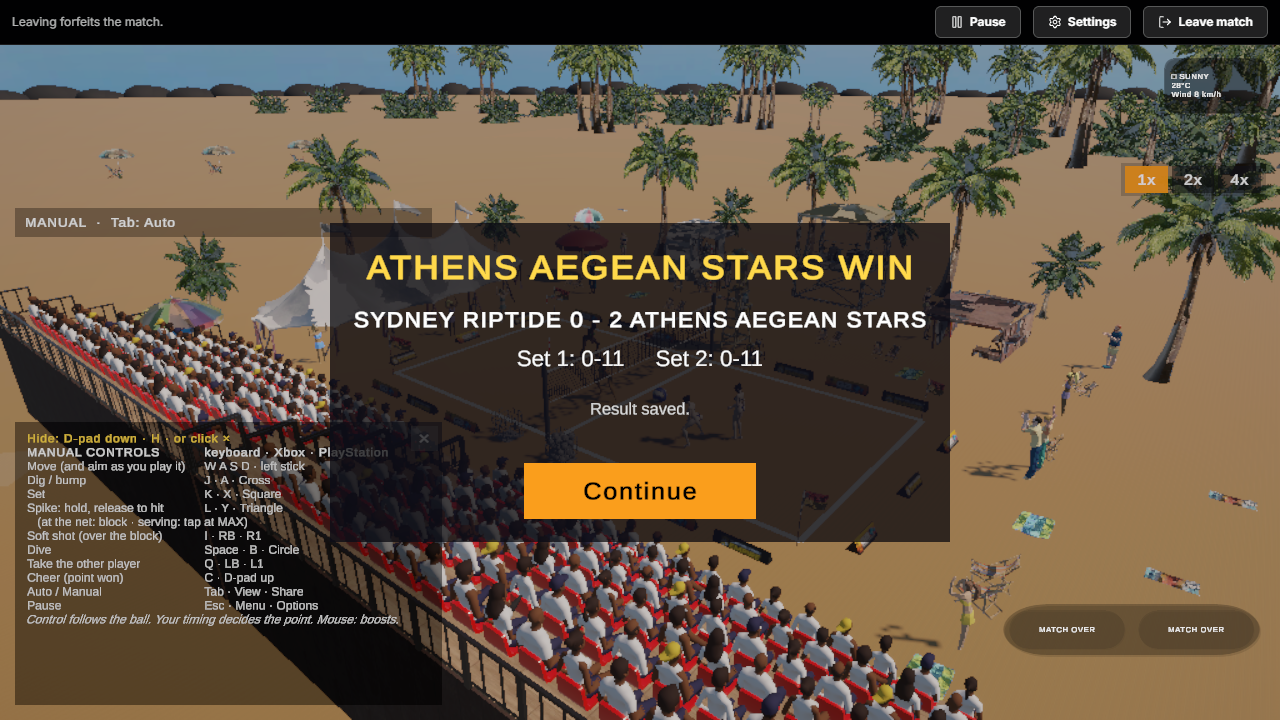 Leaving forfeits the match.
Pause
Settings
Leave match
SUNNY
28°C
Wind 8 km/h
1x 2x 4x
MANUAL · Tab: Auto
ATHENS AEGEAN STARS WIN
SYDNEY RIPTIDE 0 - 2 ATHENS AEGEAN STARS
Set 1: 0-11 Set 2: 0-11
Result saved.
Continue
Hide: D-pad down · H · or click ×
MANUAL CONTROLS keyboard · Xbox · PlayStation
Move (and aim as you play it) W A S D · left stick
Dig / bump J · A · Cross
Set K · X · Square
Spike: hold, release to hit L · Y · Triangle
(at the net: block · serving: tap at MAX)
Soft shot (over the block) I · RB · R1
Dive Space · B · Circle
Take the other player Q · LB · L1
Cheer (point won) C · D-pad up
Auto / Manual Tab · View · Share
Pause Esc · Menu · Options
Control follows the ball. Your timing decides the point. Mouse: boosts.
MATCH OVER MATCH OVER